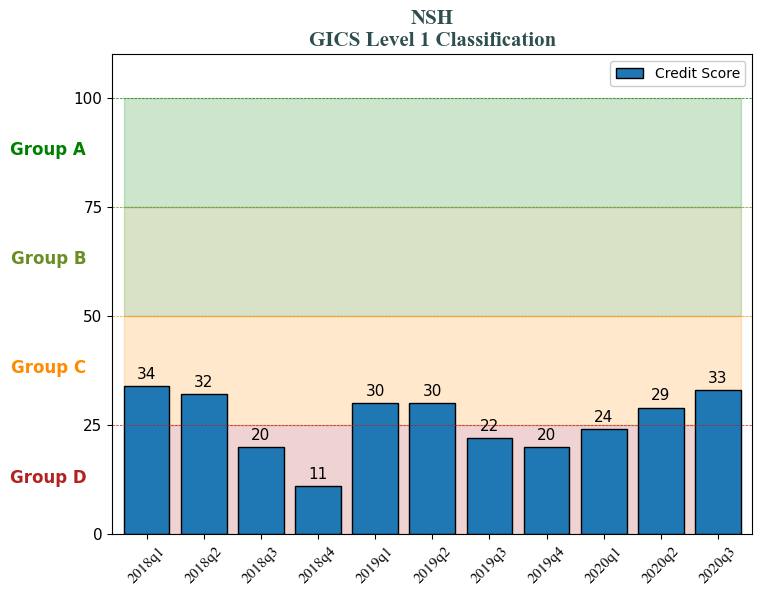 NSH
GICS Level 1 Classification
Credit Score
100
Group A
75
Group B
50
Group C
34 32 20 11 30 30 22 20 24 29 33
25
Group D
0
2018q1 2018q2 2018q3 2018q4 2019q1 2019q2 2019q3 2019q4 2020q1 2020q2 2020q3